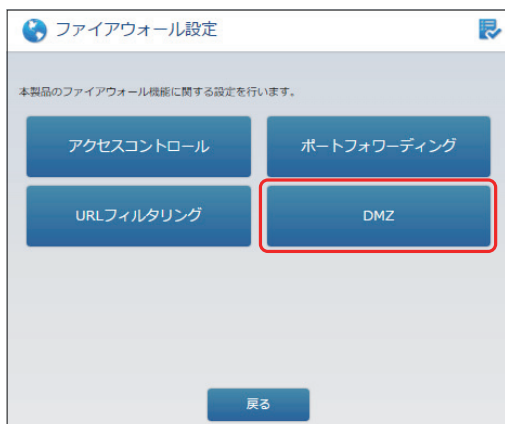 ファイアウォール設定
本製品のファイアウォール機能に関する設定を行います。
アクセスコントロール
ポートフォワーディング
URLフィルタリング
DMZ
戻る